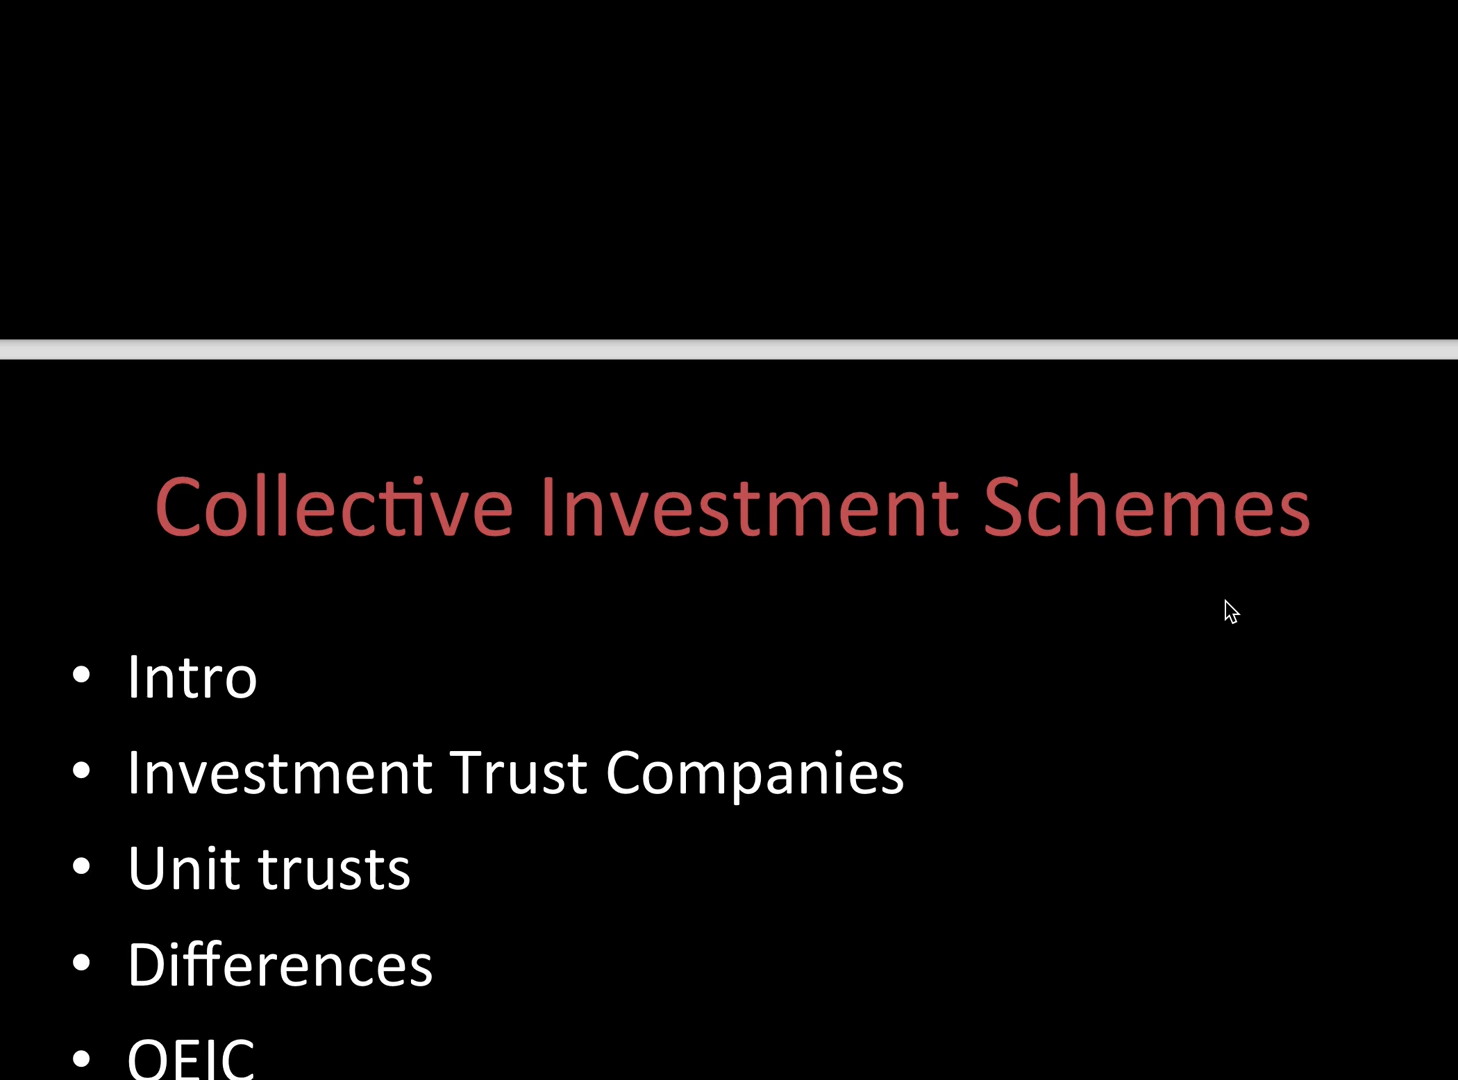 Collective Investment Schemes
• Intro
• Investment Trust Companies
• Unit trusts
• Differences
• OEIC